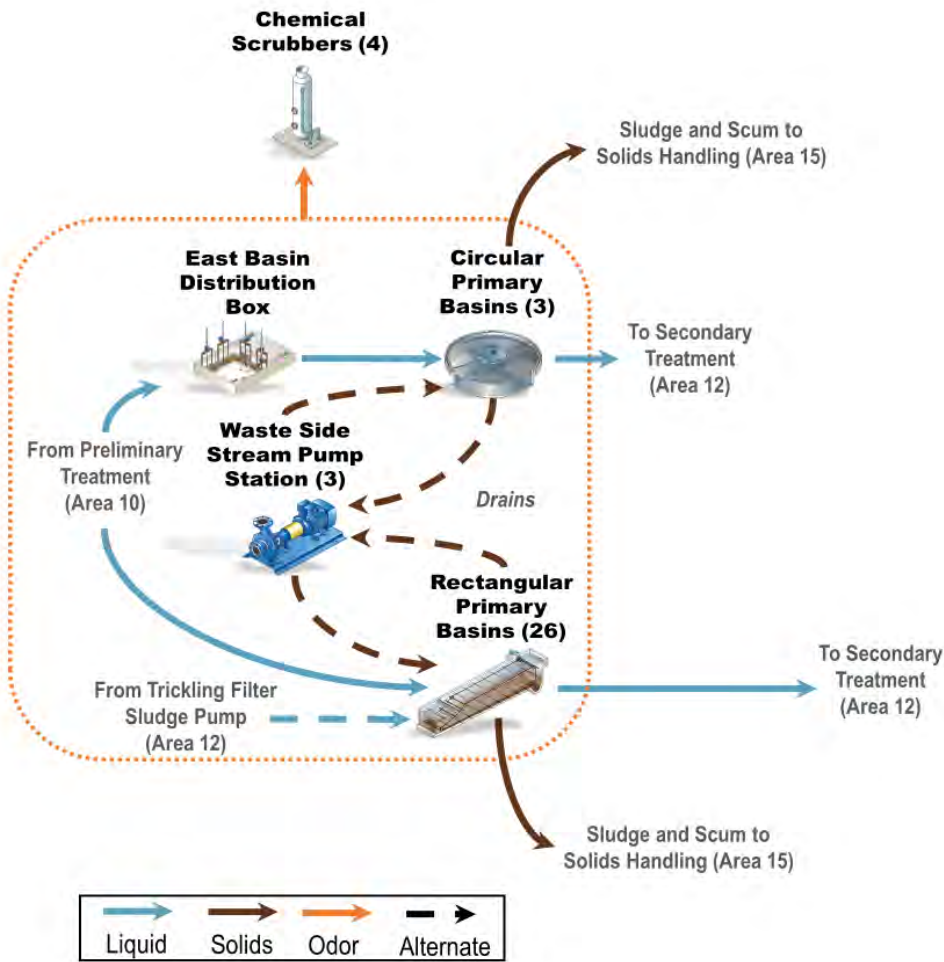 Chemical
Scrubbers (4)
Sludge and Scum to
Solids Handling (Area 15)
East Basin
Distribution
Box
Circular
Primary
Basins (3)
To Secondary
Treatment
(Area 12)
From Preliminary
Treatment
(Area 10)
Waste Side
Stream Pump
Station (3)
Drains
Rectangular
Primary
Basins (26)
To Secondary
Treatment
(Area 12)
From Trickling Filter
Sludge Pump
(Area 12)
Sludge and Scum to
Solids Handling (Area 15)
Liquid Solids Odor Alternate